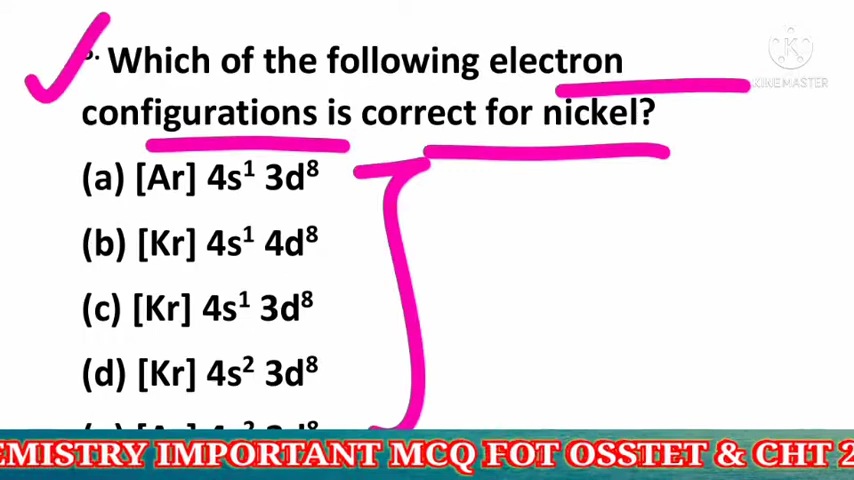 Which of the following electron
configurations is correct for nickel?
(a) [Ar] 4s¹ 3d⁸
(b) [Kr] 4s¹ 4d⁸
(c) [Kr] 4s¹ 3d⁸
(d) [Kr] 4s² 3d⁸
EMISTRY IMPORTANT MCQ FOT OSSTET & CHT 2
KINEMASTER